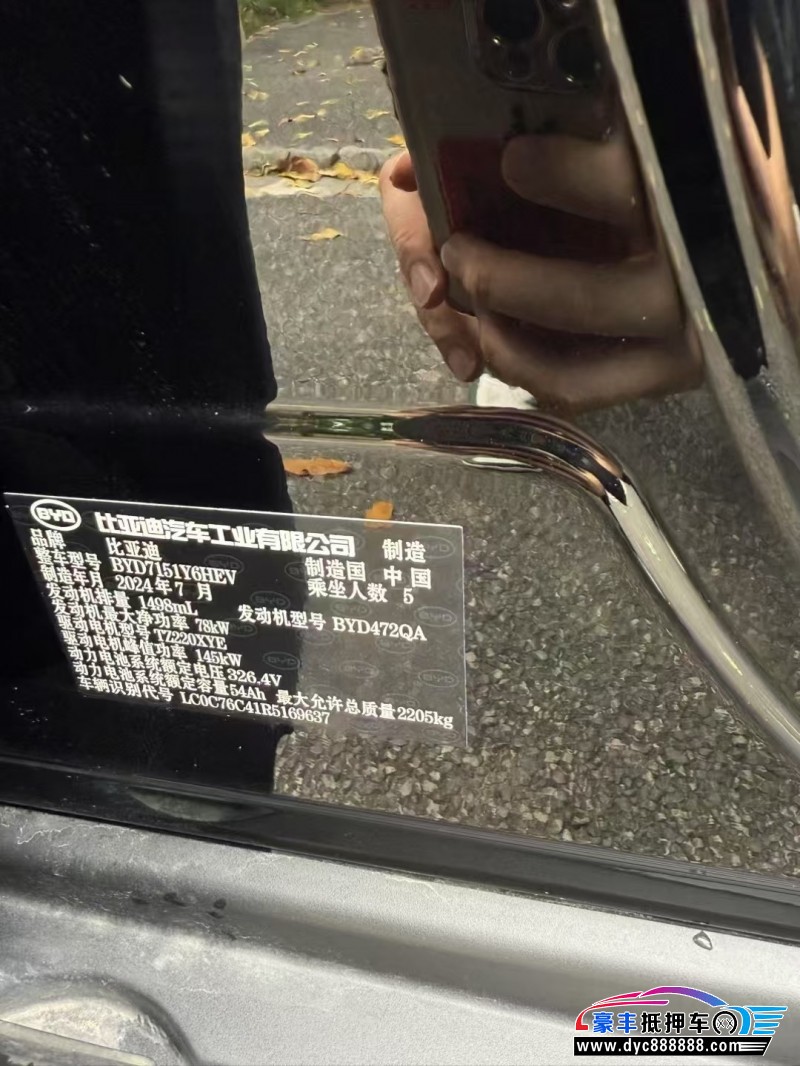 BYD 比亚迪汽车工业有限公司 制造
品牌 比亚迪
整车型号 BYD7151Y6HEV 制造国 中国
制造年月 2024年7月 乘坐人数 5
发动机排量 1498mL 发动机型号 BYD472QA
发动机最大净功率 78kW
驱动电机型号 TZ220XYE
驱动电机峰值功率 145kW
动力电池系统额定电压 326.4V
动力电池系统额定容量 54Ah 最大允许总质量 2205kg
车辆识别代号 LC0C76C41R5169637
豪丰抵押车
www.dyc888888.com